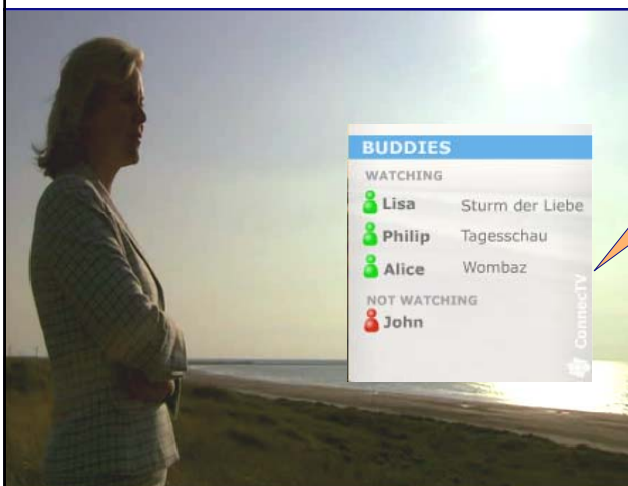 BUDDIES
WATCHING
Lisa Sturm der Liebe
Philip Tagesschau
Alice Wombaz
NOT WATCHING
John
ConnecTV